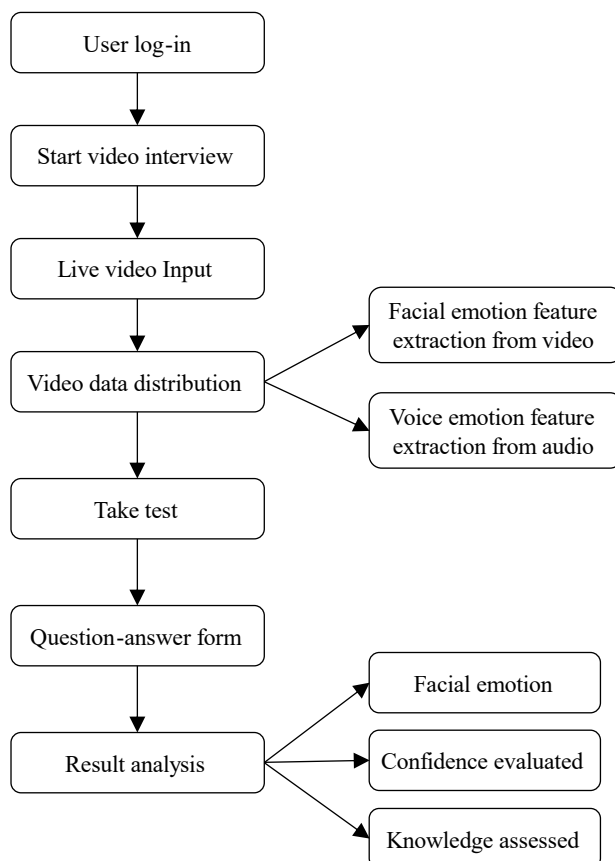 User log-in
Start video interview
Live video Input
Facial emotion feature
extraction from video
Video data distribution
Voice emotion feature
extraction from audio
Take test
Question-answer form
Facial emotion
Result analysis
Confidence evaluated
Knowledge assessed